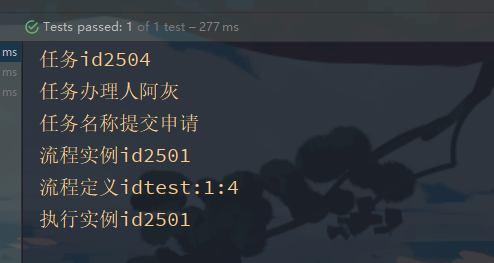 Tests passed: 1 of 1 test – 277 ms
ms
任务id2504
ms
任务办理人阿灰
ms
任务名称提交申请
流程实例id2501
流程定义idtest:1:4
执行实例id2501